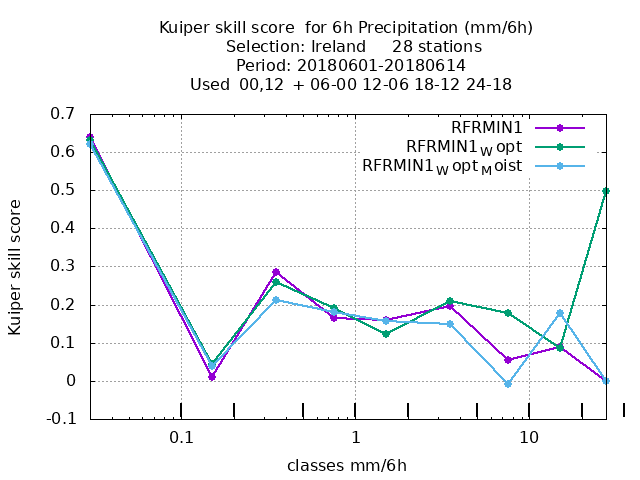 Kuiper skill score  for 6h Precipitation (mm/6h)
Selection: Ireland     28 stations
Period: 20180601-20180614
Used  00,12  + 06-00 12-06 18-12 24-18
RFRMIN1
RFRMIN1Wopt
RFRMIN1WoptMoist
Kuiper skill score
0.7
0.6
0.5
0.4
0.3
0.2
0.1
0
-0.1
0.1 1 10
classes mm/6h